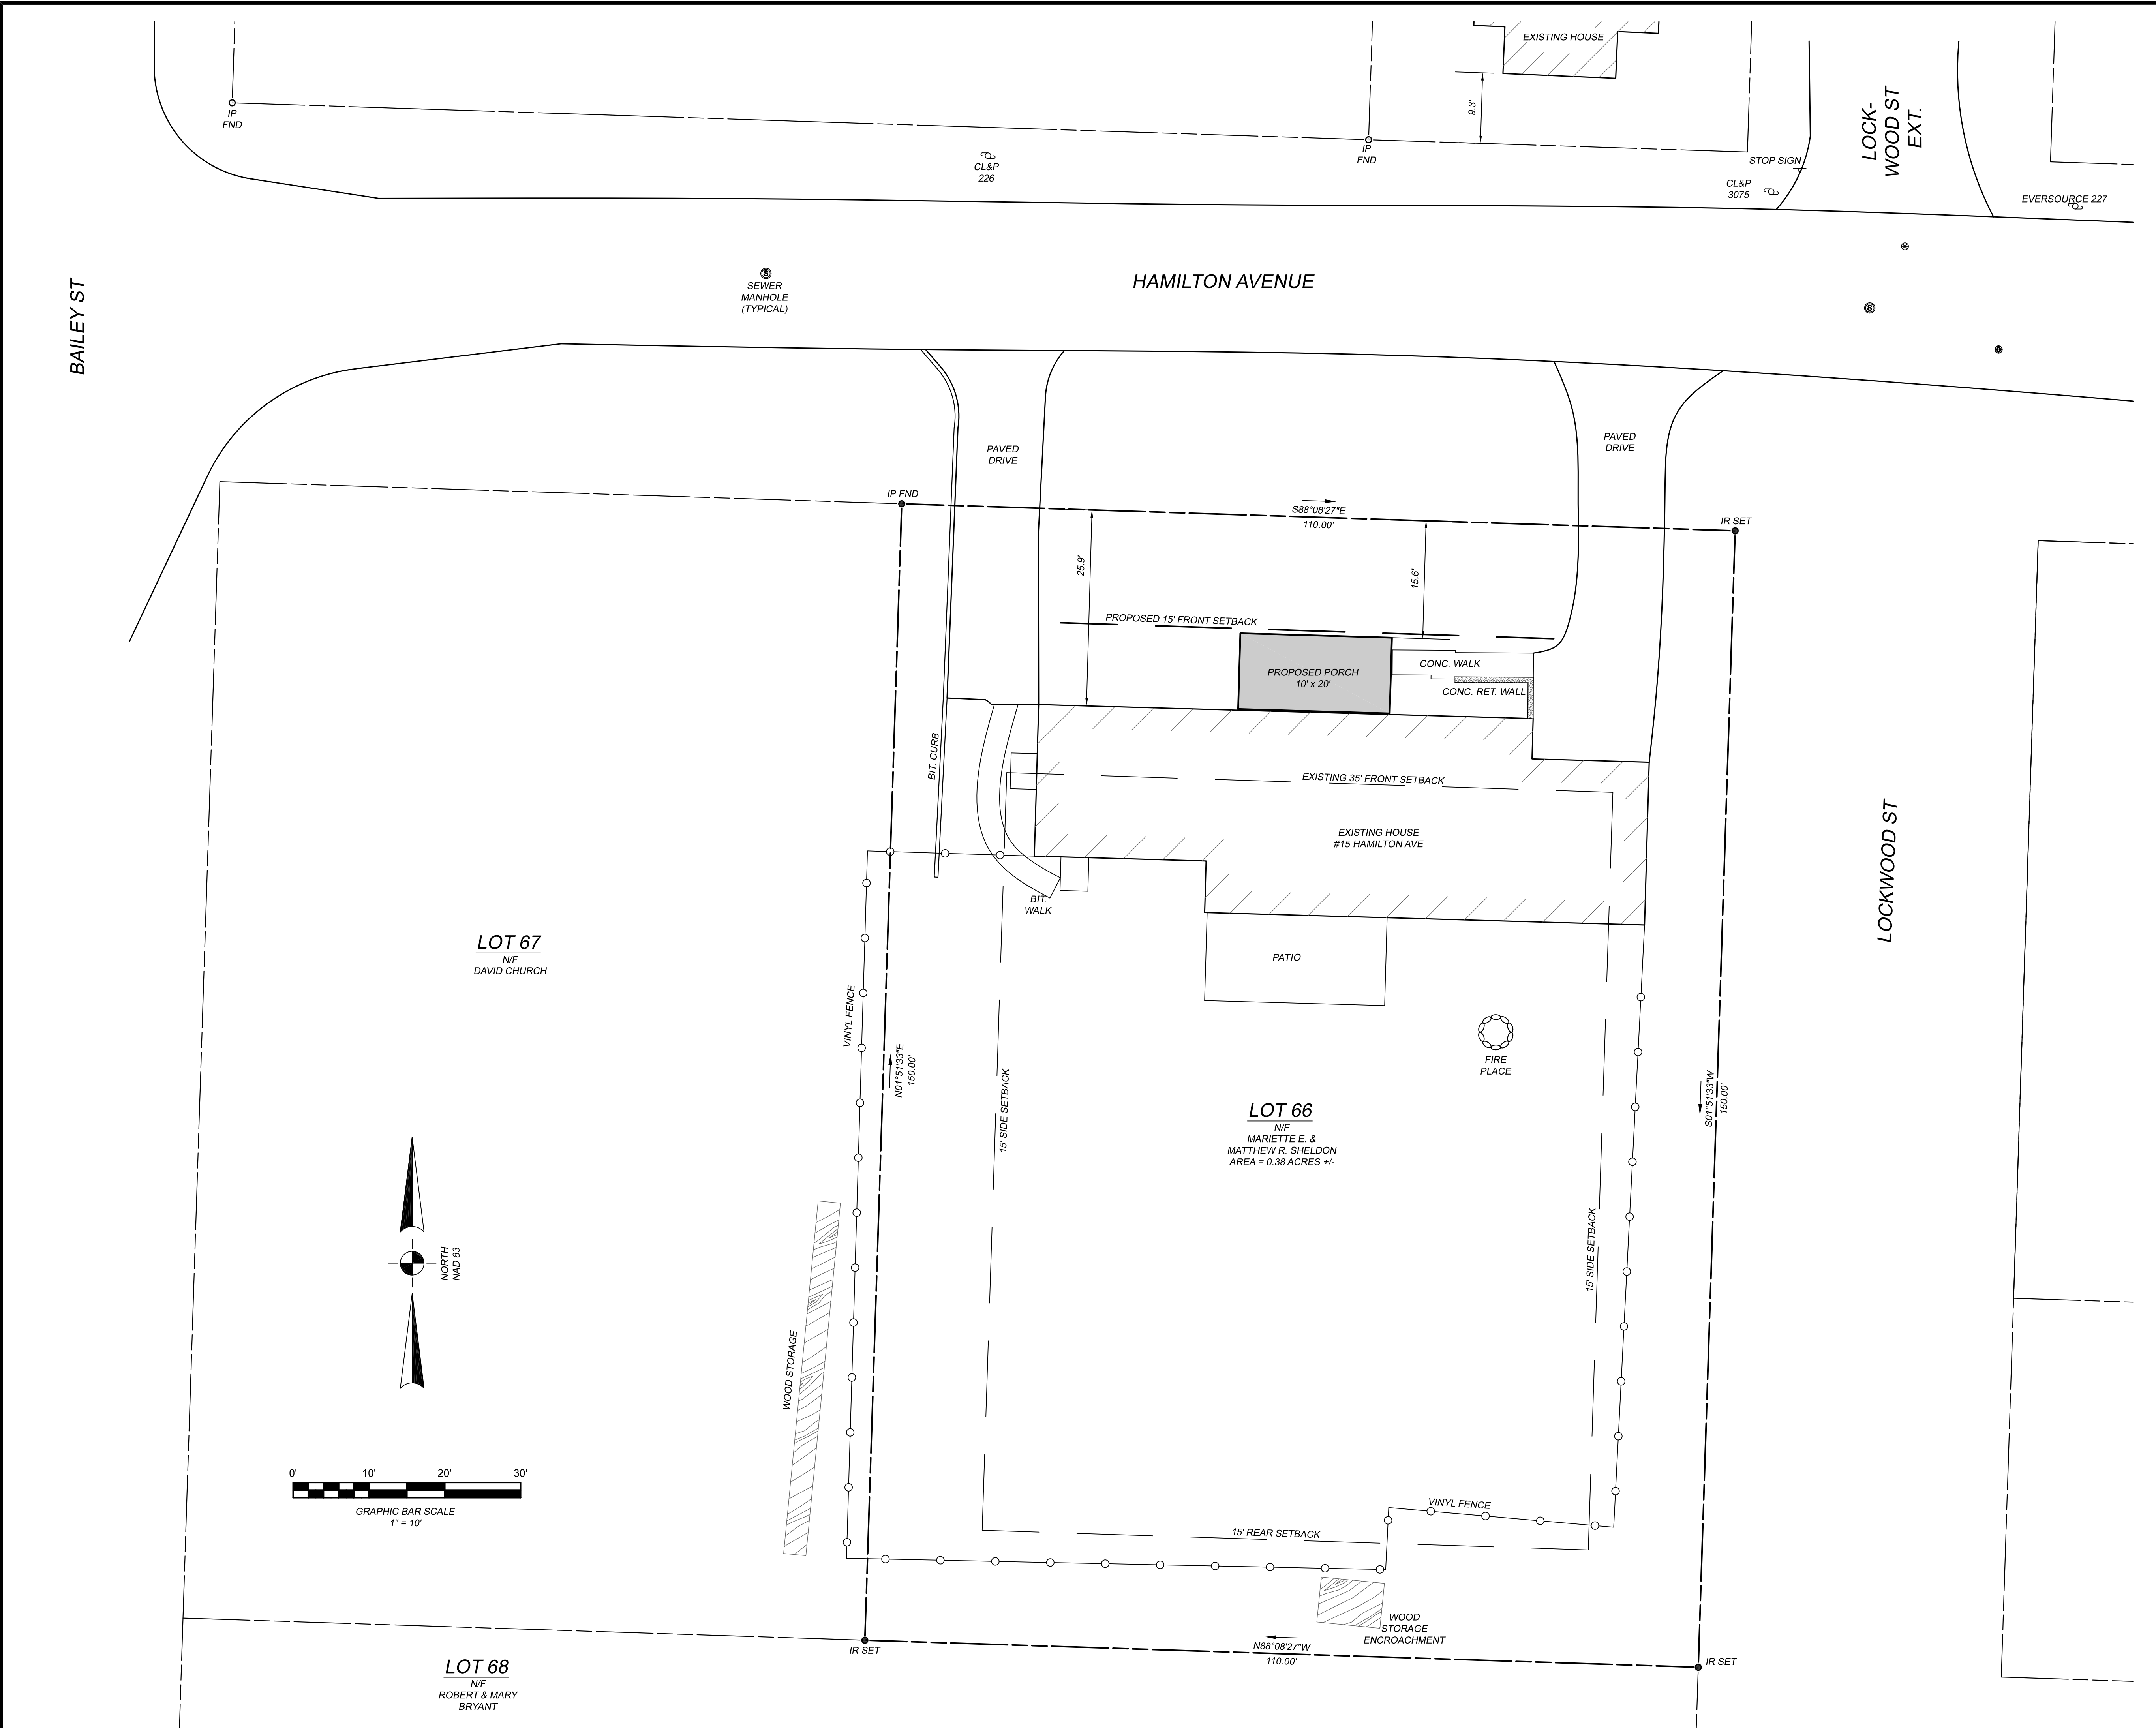 EXISTING HOUSE
9.3'
IP
FND
IP
FND
CL&P
226
STOP SIGN
CL&P
3075
LOCK-
WOOD ST
EXT.
EVERSOURCE 227
BAILEY ST
S
SEWER
MANHOLE
(TYPICAL)
HAMILTON AVENUE
S
PAVED
DRIVE
PAVED
DRIVE
IP FND
S88°08'27"E
110.00'
IR SET
25.9'
15.6'
PROPOSED 15' FRONT SETBACK
PROPOSED PORCH
10' x 20'
CONC. WALK
CONC. RET. WALL
BIT. CURB
EXISTING 35' FRONT SETBACK
EXISTING HOUSE
#15 HAMILTON AVE
BIT.
WALK
LOCKWOOD ST
LOT 67
N/F
DAVID CHURCH
PATIO
VINYL FENCE
N01°51'33"E
150.00'
15' SIDE SETBACK
FIRE
PLACE
LOT 66
N/F
MARIETTE E. &
MATTHEW R. SHELDON
AREA = 0.38 ACRES +/-
S01°51'33"W
150.00'
15' SIDE SETBACK
NORTH
NAD 83
WOOD STORAGE
0' 10' 20' 30'
GRAPHIC BAR SCALE
1" = 10'
VINYL FENCE
15' REAR SETBACK
WOOD
STORAGE
ENCROACHMENT
IR SET
N88°08'27"W
110.00'
IR SET
LOT 68
N/F
ROBERT & MARY
BRYANT